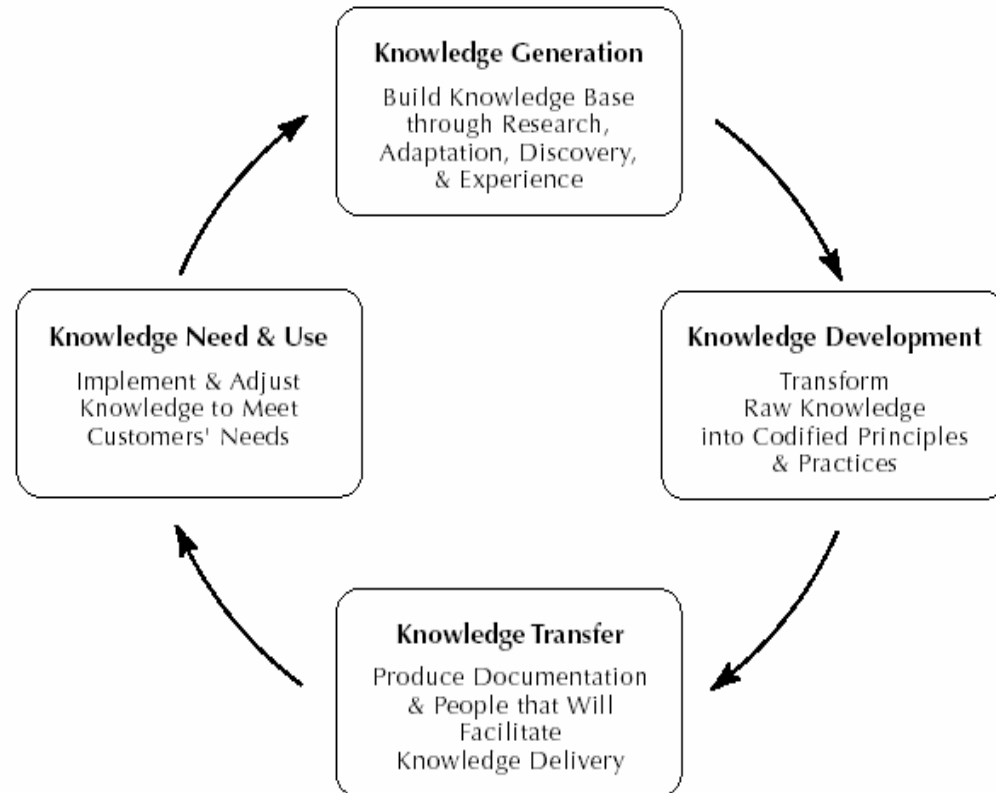 Knowledge Generation
Build Knowledge Base
through Research,
Adaptation, Discovery,
& Experience
Knowledge Need & Use
Implement & Adjust
Knowledge to Meet
Customers' Needs
Knowledge Development
Transform
Raw Knowledge
into Codified Principles
& Practices
Knowledge Transfer
Produce Documentation
& People that Will
Facilitate
Knowledge Delivery